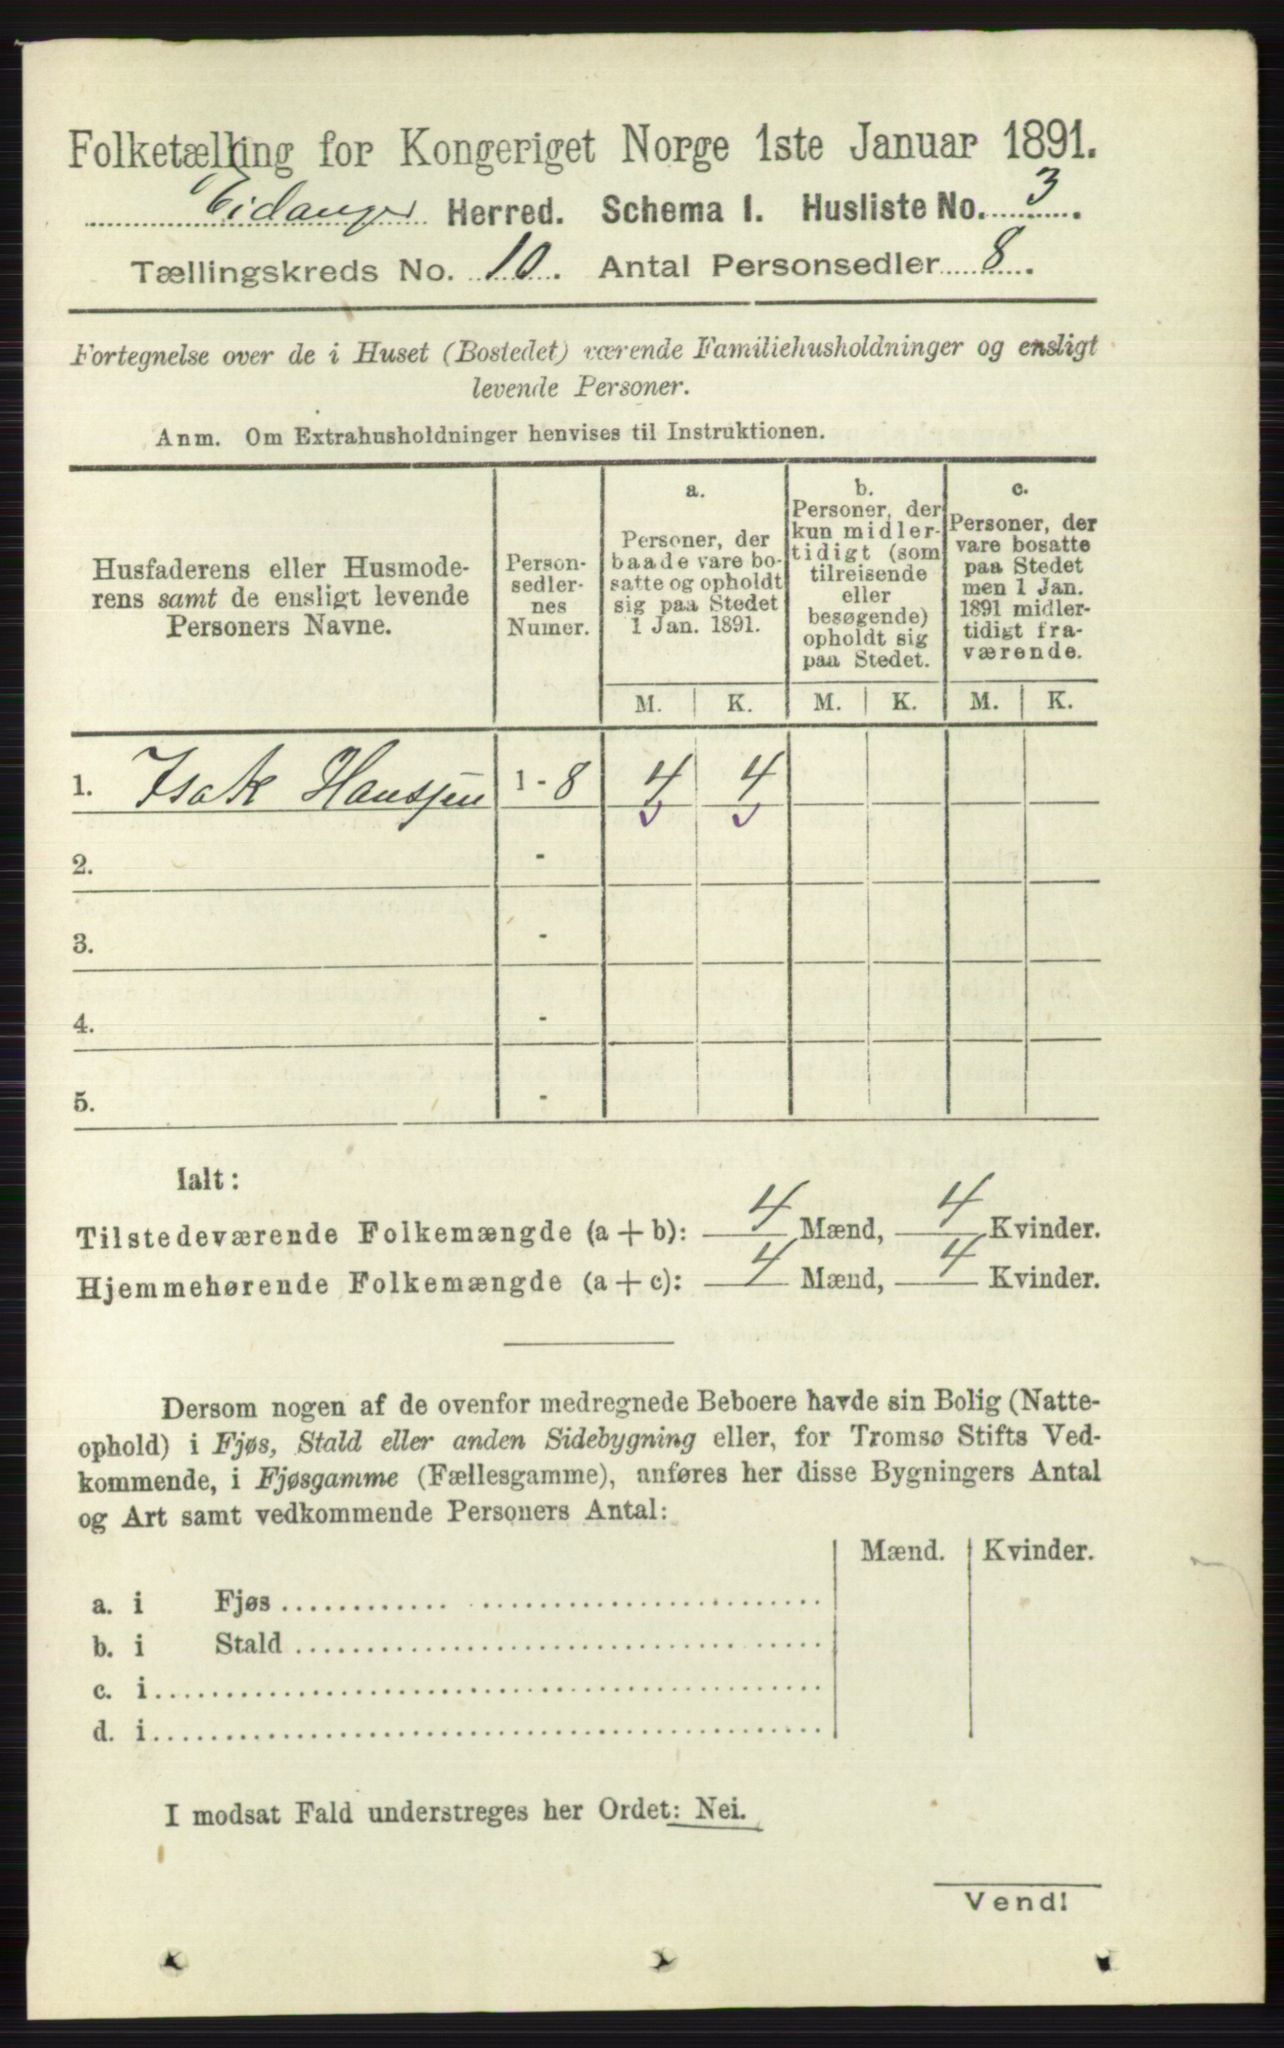 Folketælling for Kongeriget Norge 1ste Januar 1891.
Eidanger Herred. Schema I. Husliste No. 3.
Tællingskreds No. 10. Antal Personsedler 8.
Fortegnelse over de i Huset (Bostedet) værende Familiehusholdninger og ensligt
levende Personer.
Anm. Om Extrahusholdninger henvises til Instruktionen.
Husfaderens eller Husmode-
rens samt de ensligt levende
Personers Navne.
Person-
sedler-
nes
Numer.
a.
Personer, der
baade vare bo-
satte og opholdt
sig paa Stedet
1 Jan. 1891.
b.
Personer, der
kun midler-
tidigt (som
tilreisende
eller
besøgende)
opholdt sig
paa Stedet.
c.
Personer, der
vare bosatte
paa Stedet
men 1 Jan.
1891 midler-
tidigt fra-
værende.
M. K. M. K. M. K.
1. Isak Hanssen 1 - 8 4 4
2. -
3. -
4. -
5. -
Ialt:
Tilstedeværende Folkemængde (a + b): 4 Mænd, 4 Kvinder.
Hjemmehørende Folkemængde (a + c): 4 Mænd, 4 Kvinder.
Dersom nogen af de ovenfor medregnede Beboere havde sin Bolig (Natte-
ophold) i Fjøs, Stald eller anden Sidebygning eller, for Tromsø Stifts Ved-
kommende, i Fjøsgamme (Fællesgamme), anføres her disse Bygningers Antal
og Art samt vedkommende Personers Antal:
Mænd. Kvinder.
a. i Fjøs
b. i Stald
c. i
d. i
I modsat Fald understreges her Ordet: Nei.
Vend!